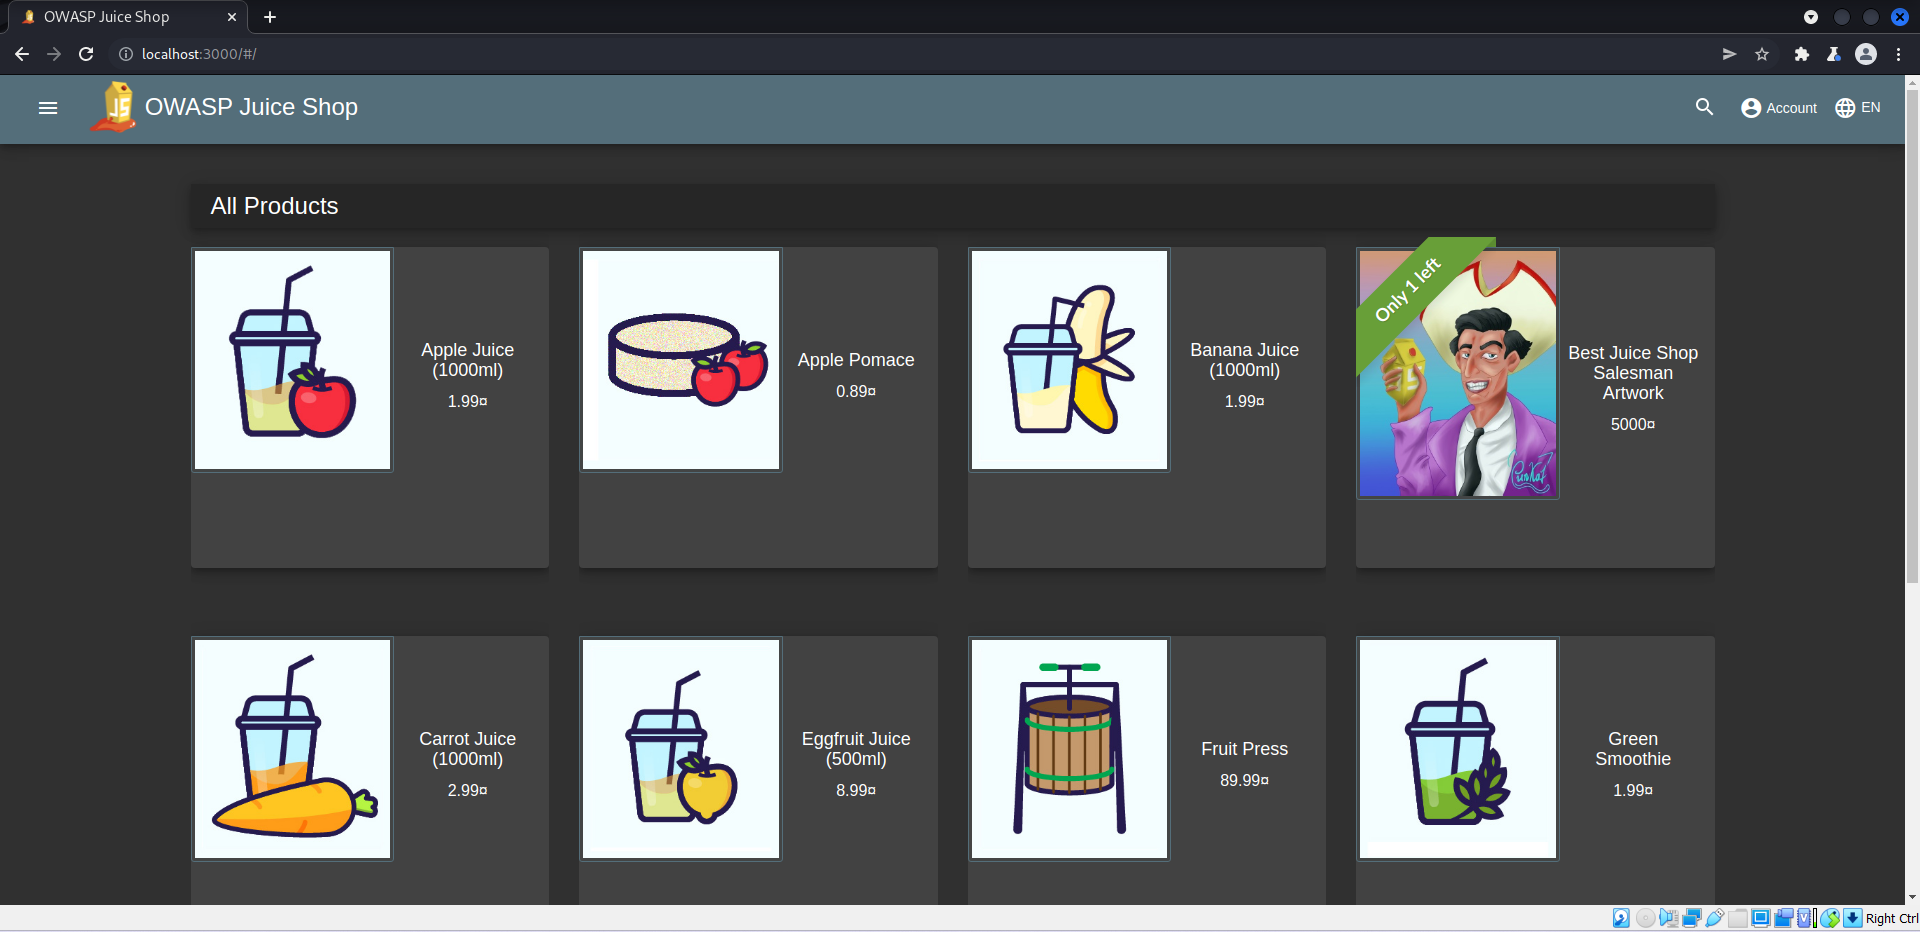 OWASP Juice Shop
localhost:3000/#/
JS
OWASP Juice Shop
Account
EN
All Products
Apple Juice
(1000ml)
1.99¤
Apple Pomace
0.89¤
Banana Juice
(1000ml)
1.99¤
Only 1 left
Best Juice Shop
Salesman
Artwork
5000¤
Carrot Juice
(1000ml)
2.99¤
Eggfruit Juice
(500ml)
8.99¤
Fruit Press
89.99¤
Green
Smoothie
1.99¤
Right Ctrl